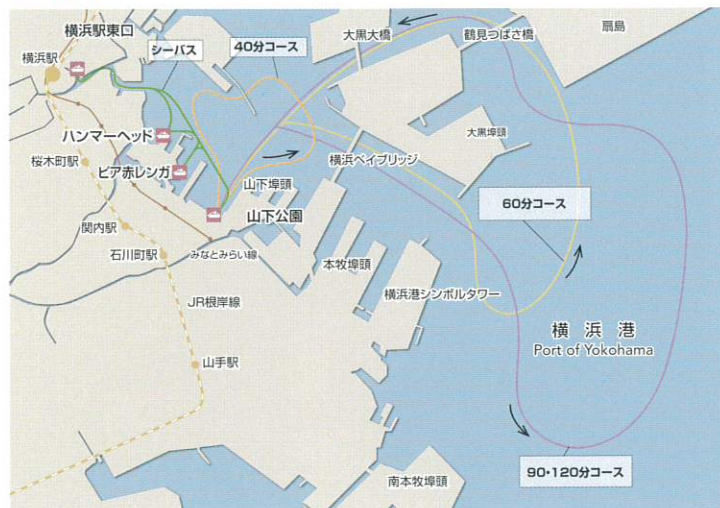 横浜駅東口
シーバス
40分コース
大黒大橋
鶴見つばさ橋
扇島
横浜駅
ハンマーヘッド
大黒埠頭
桜木町駅
ピア赤レンガ
横浜ベイブリッジ
山下埠頭
60分コース
山下公園
関内駅
石川町駅
みなとみらい線
本牧埠頭
横浜港シンボルタワー
JR根岸線
横浜港
Port of Yokohama
山手駅
90・120分コース
南本牧埠頭